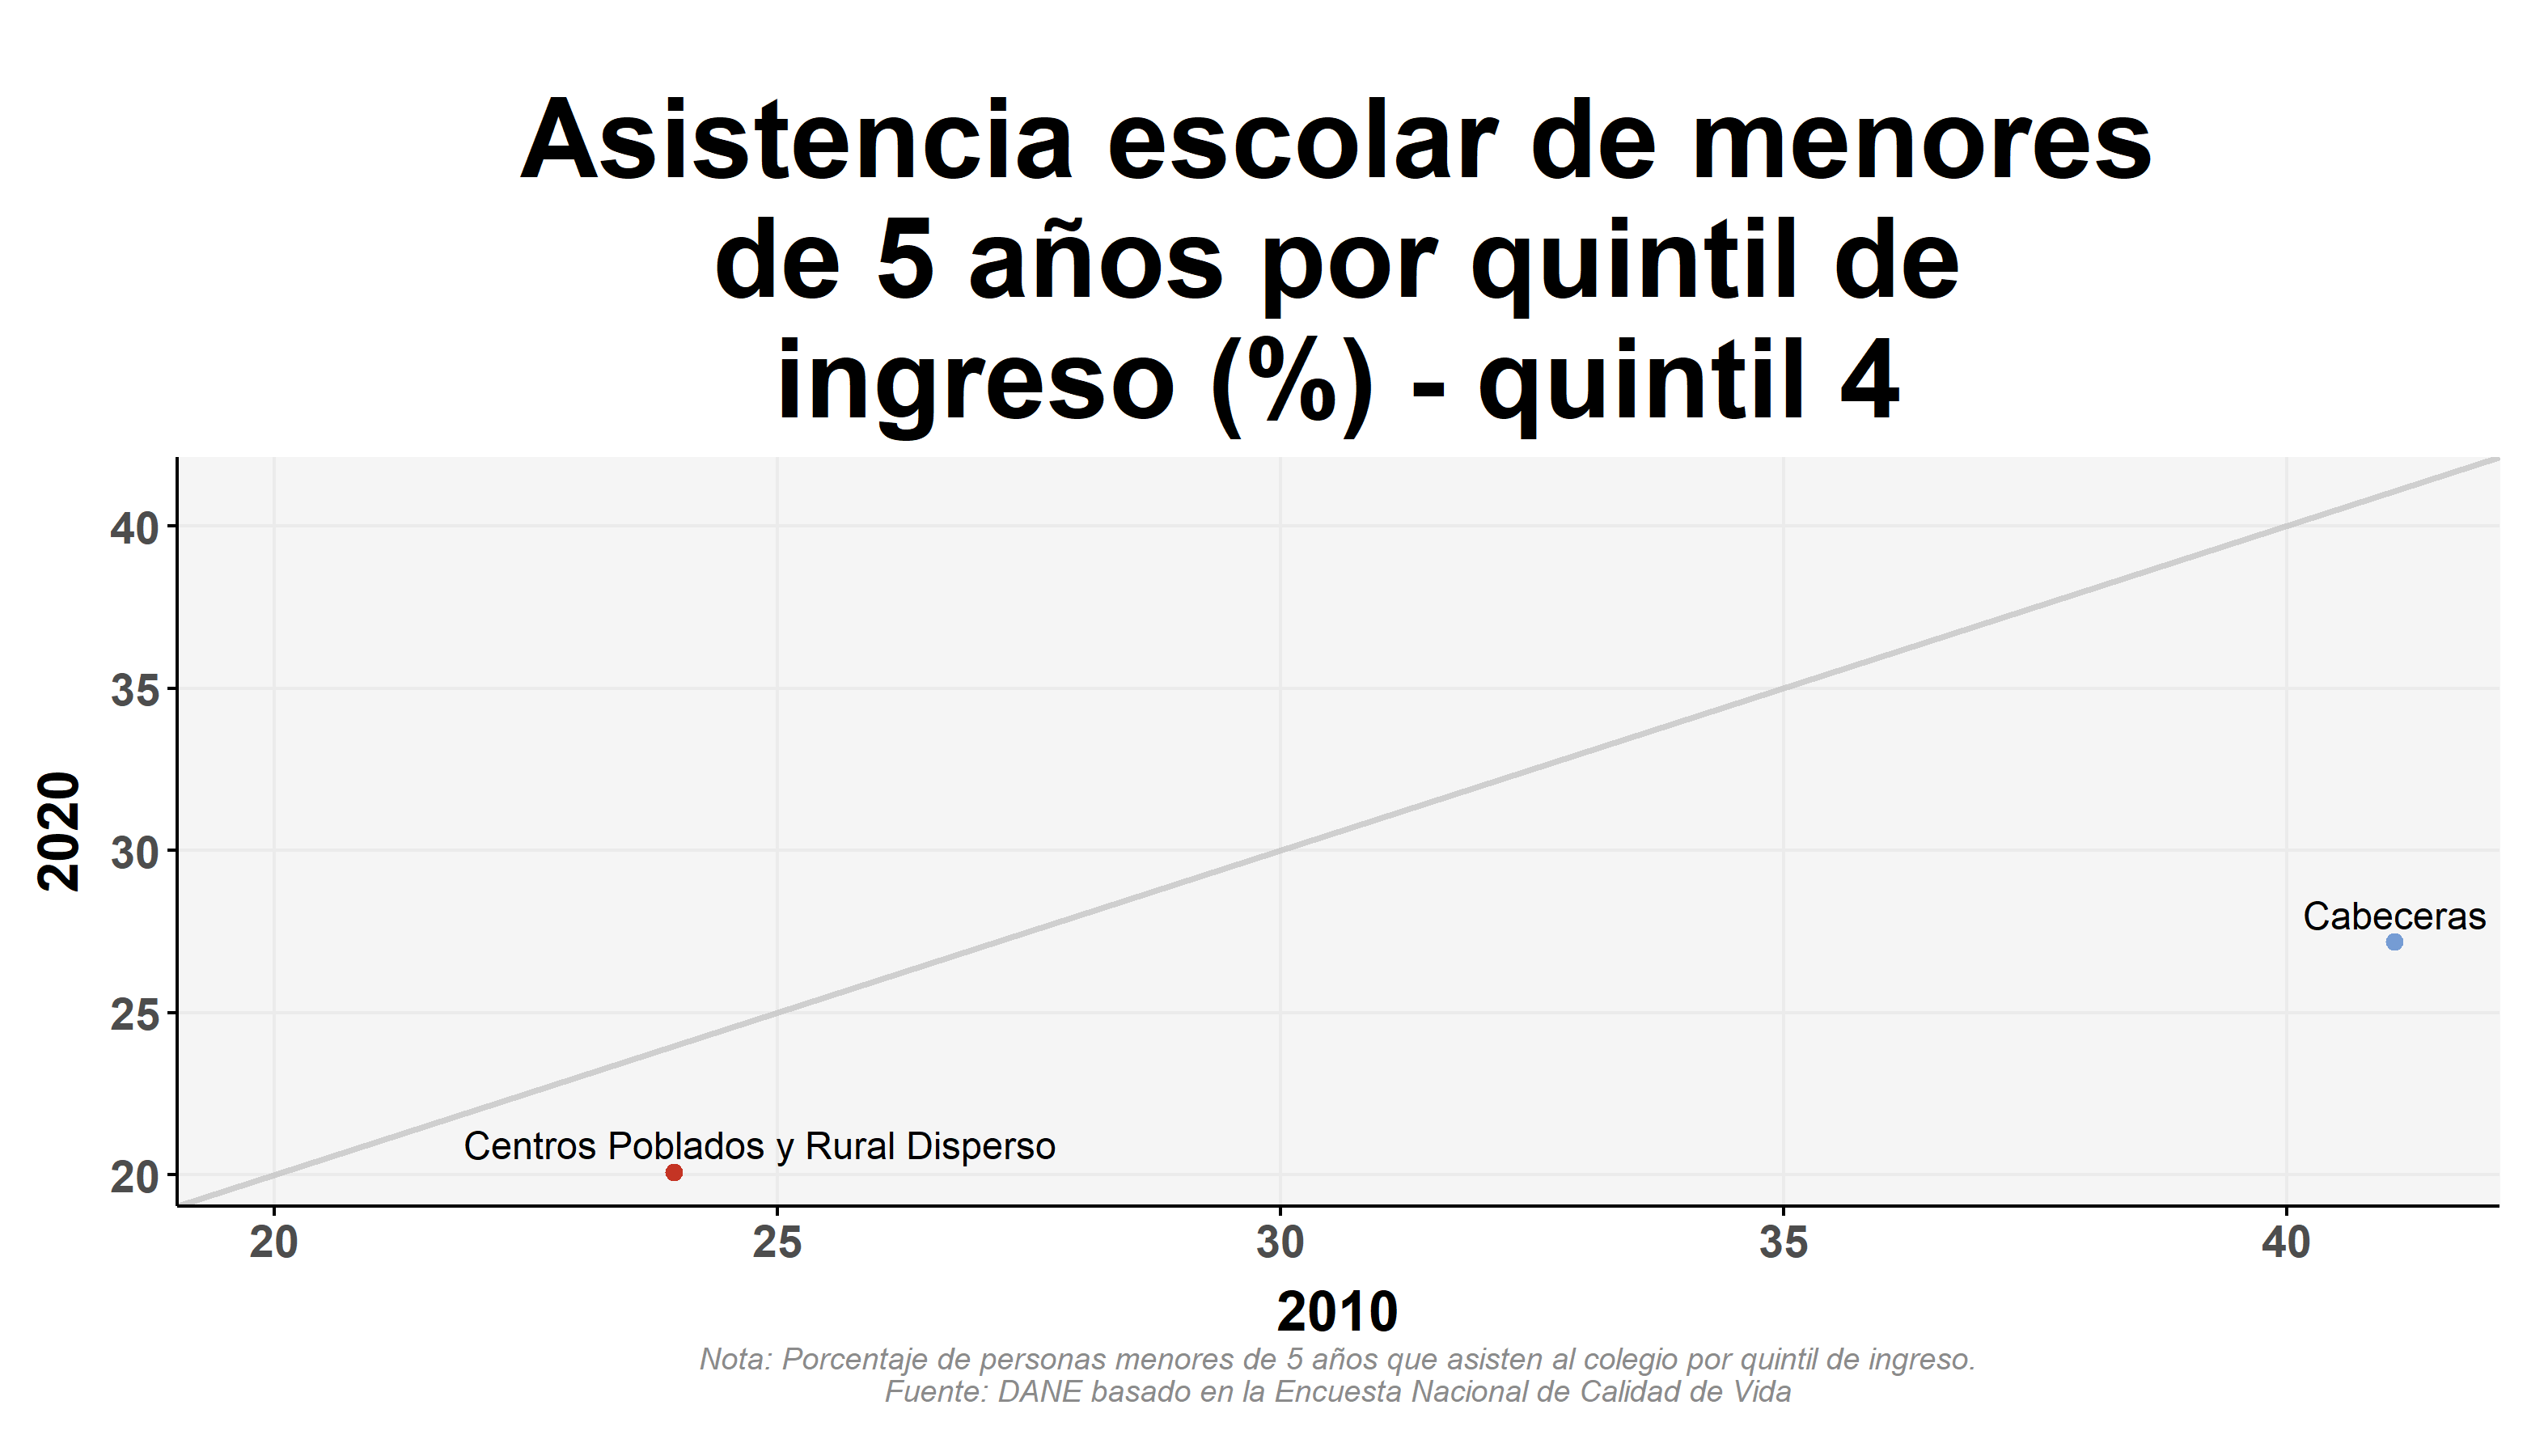 Asistencia escolar de menores
de 5 años por quintil de
ingreso (%) - quintil 4
40
35
30
25
20
2020
Cabeceras
Centros Poblados y Rural Disperso
20 25 30 35 40
2010
Nota: Porcentaje de personas menores de 5 años que asisten al colegio por quintil de ingreso.
Fuente: DANE basado en la Encuesta Nacional de Calidad de Vida